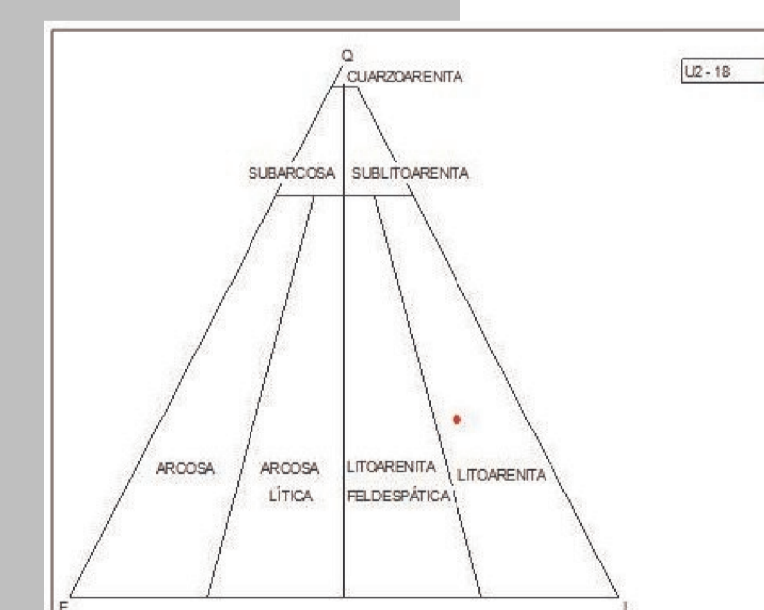 Q
CUARZOARENITA
U2 - 18
SUBARCOSA SUBLITOARENITA
ARCOSA
ARCOSA LÍTICA
LITOARENITA FELDESPÁTICA
LITOARENITA
F